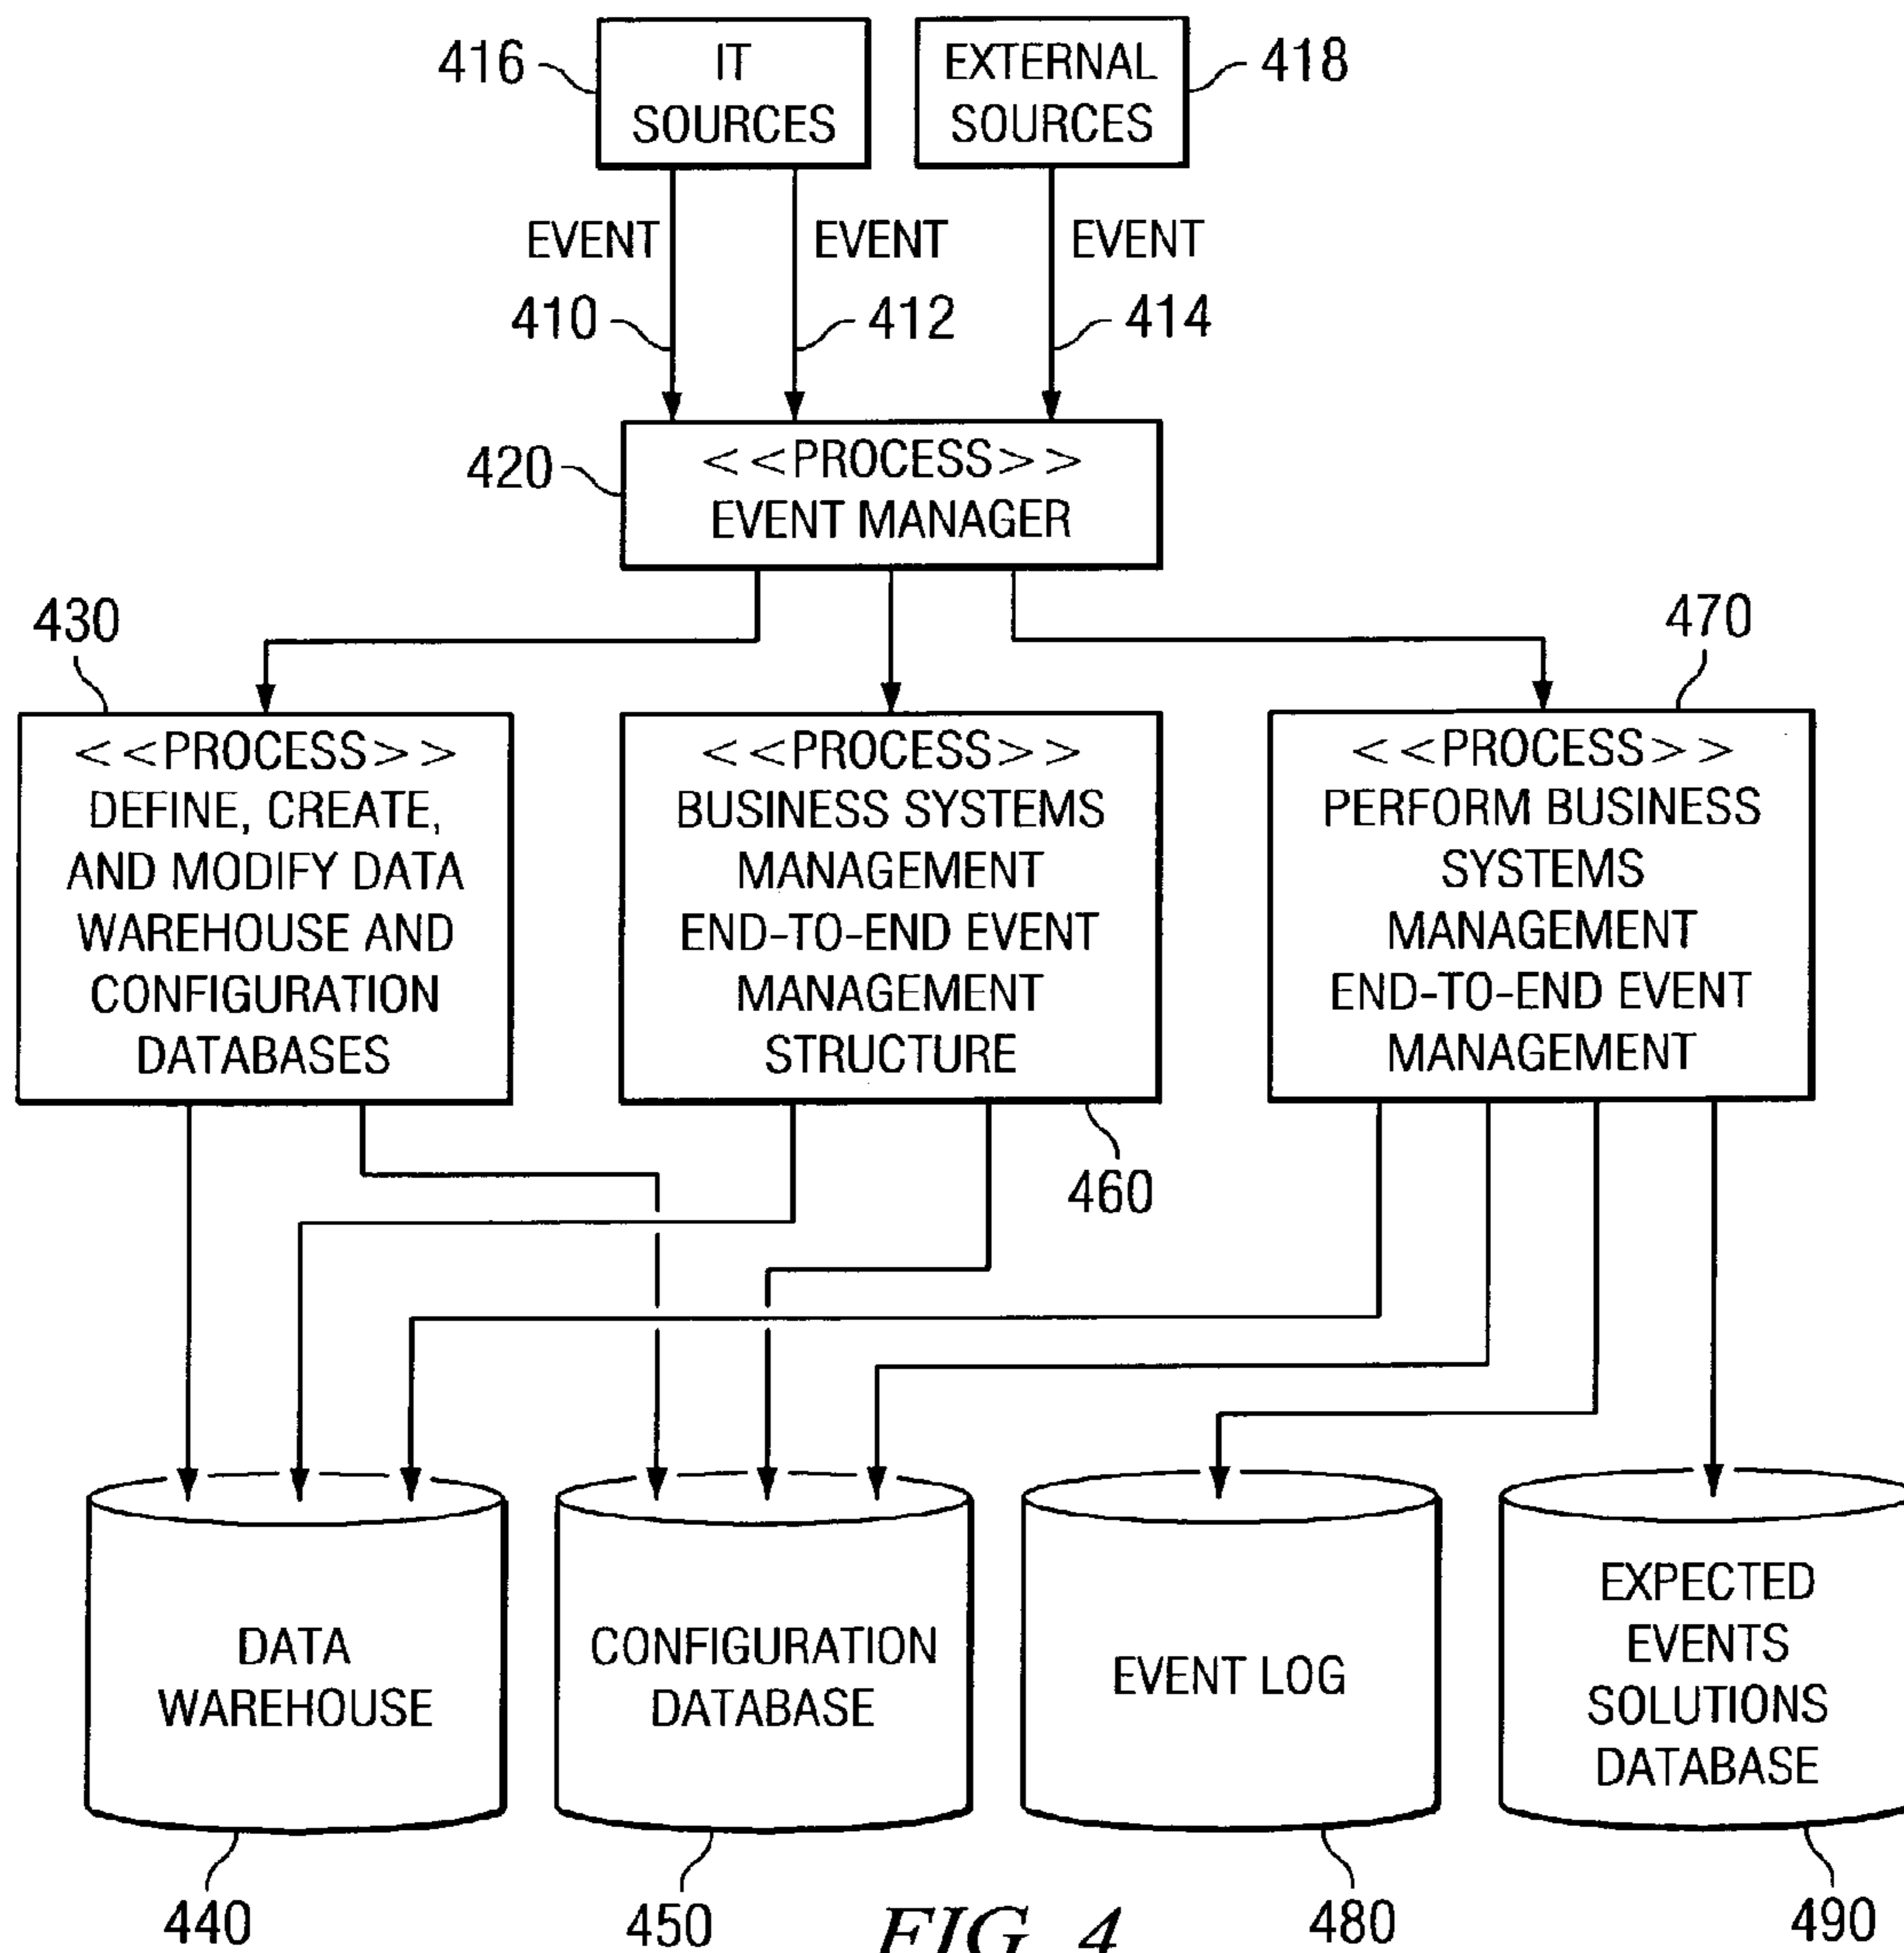 416
IT
SOURCES
EXTERNAL
SOURCES
418
EVENT
EVENT
EVENT
410
412
414
420
<<PROCESS>>
EVENT MANAGER
430
470
<<PROCESS>>
DEFINE, CREATE,
AND MODIFY DATA
WAREHOUSE AND
CONFIGURATION
DATABASES
<<PROCESS>>
BUSINESS SYSTEMS
MANAGEMENT
END-TO-END EVENT
MANAGEMENT
STRUCTURE
<<PROCESS>>
PERFORM BUSINESS
SYSTEMS
MANAGEMENT
END-TO-END EVENT
MANAGEMENT
460
DATA
WAREHOUSE
CONFIGURATION
DATABASE
EVENT LOG
EXPECTED
EVENTS
SOLUTIONS
DATABASE
440
450
480
490
FIG. 4